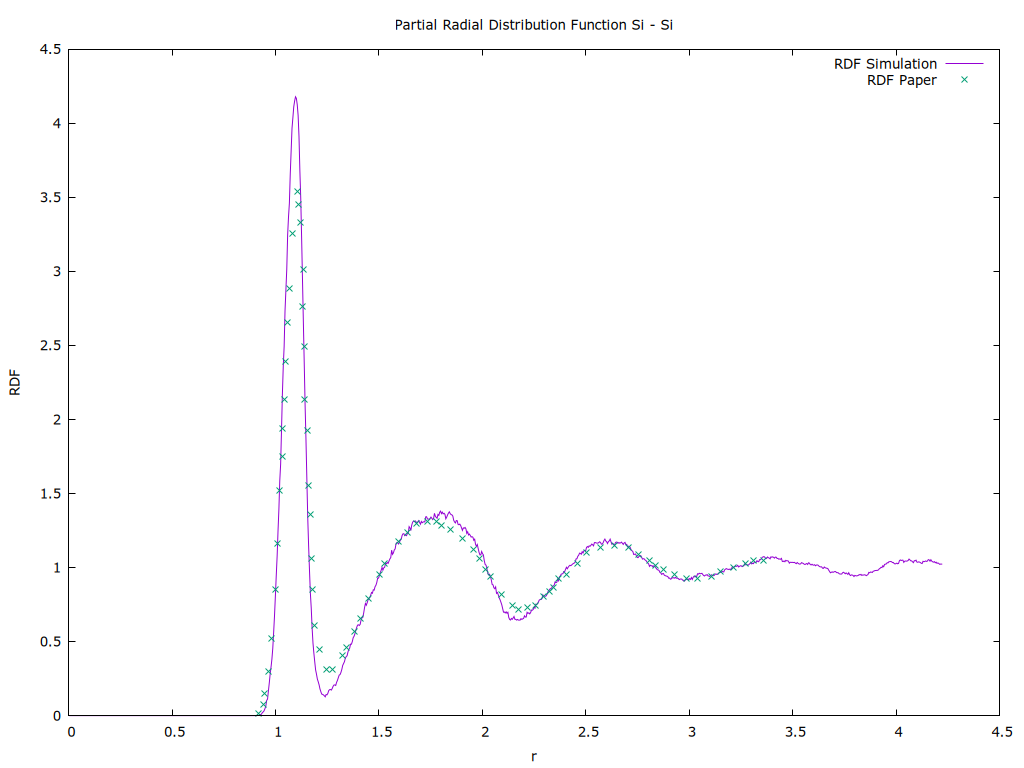 Partial Radial Distribution Function Si - Si
RDF Simulation
RDF Paper
4.5
4
3.5
3
2.5
2
1.5
1
0.5
0
RDF
0 0.5 1 1.5 2 2.5 3 3.5 4 4.5
r